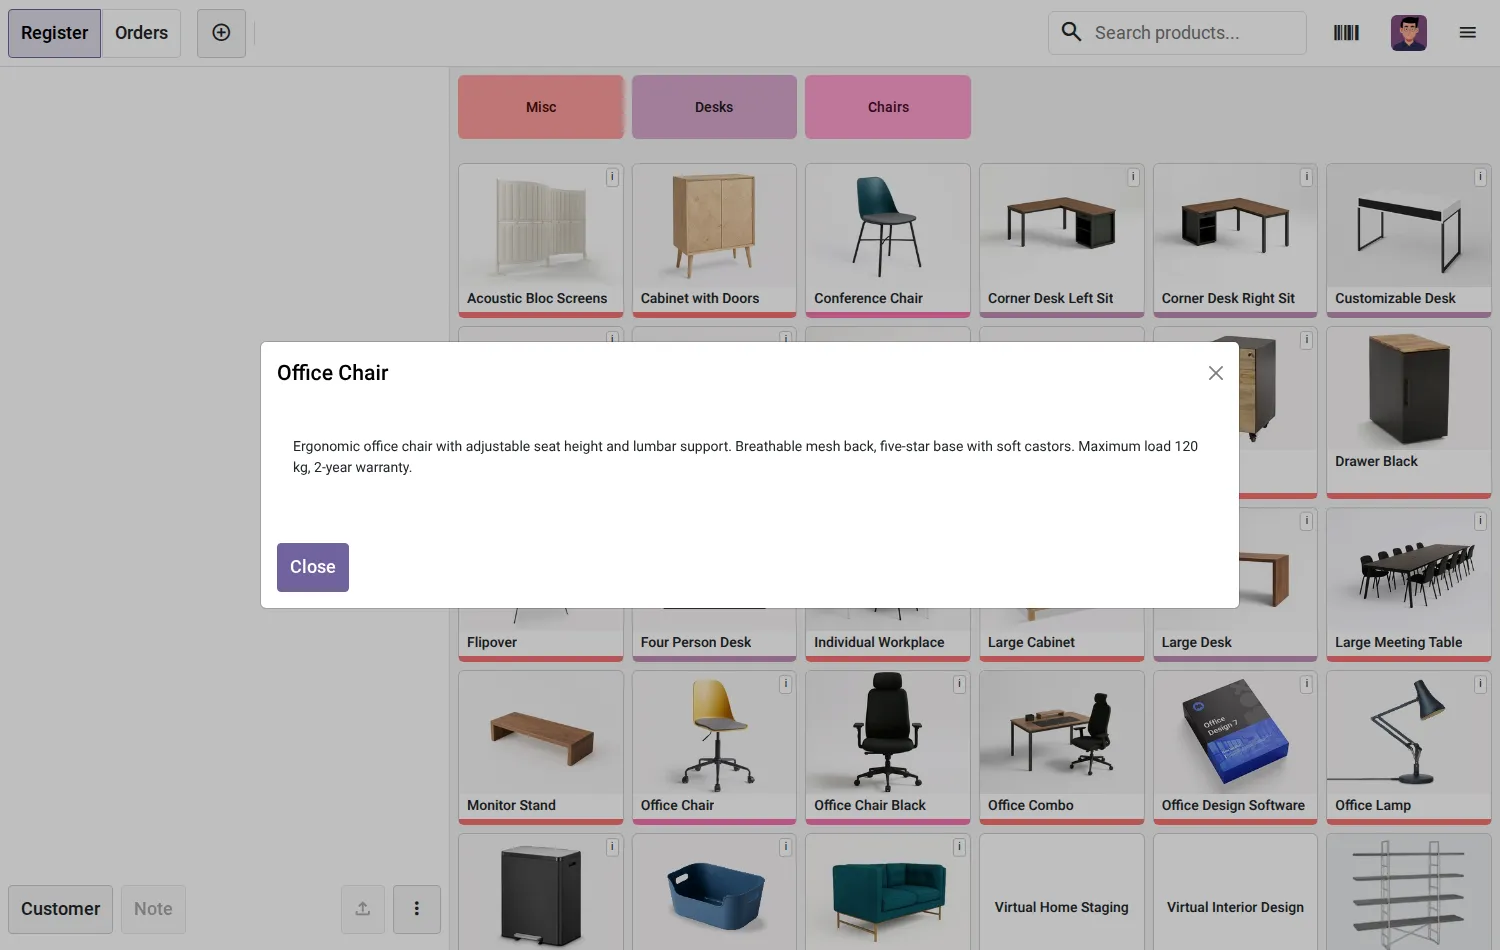 Register
Orders
Search products...
Misc
Desks
Chairs
i
i
i
i
Acoustic Bloc Screens
Cabinet with Doors
Conference Chair
Corner Desk Left Sit
Corner Desk Right Sit
Customizable Desk
i
i
i
Office Chair
Ergonomic office chair with adjustable seat height and lumbar support. Breathable mesh back, five-star base with soft castors. Maximum load 120
kg, 2-year warranty.
Close
Drawer Black
i
i
Flipover
Four Person Desk
Individual Workplace
Large Cabinet
Large Desk
Large Meeting Table
i
i
i
i
Office
Design 7
Monitor Stand
Office Chair
Office Chair Black
Office Combo
Office Design Software
Office Lamp
i
i
i
Virtual Home Staging
Virtual Interior Design
Customer
Note